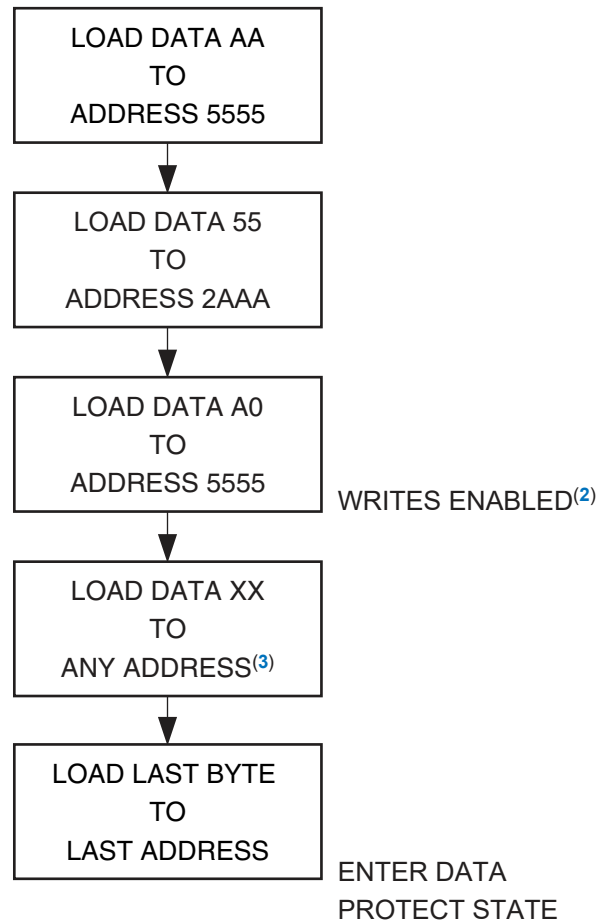 LOAD DATA AA
TO
ADDRESS 5555
LOAD DATA 55
TO
ADDRESS 2AAA
LOAD DATA A0
TO
ADDRESS 5555
WRITES ENABLED(2)
LOAD DATA XX
TO
ANY ADDRESS(3)
LOAD LAST BYTE
TO
LAST ADDRESS
ENTER DATA
PROTECT STATE